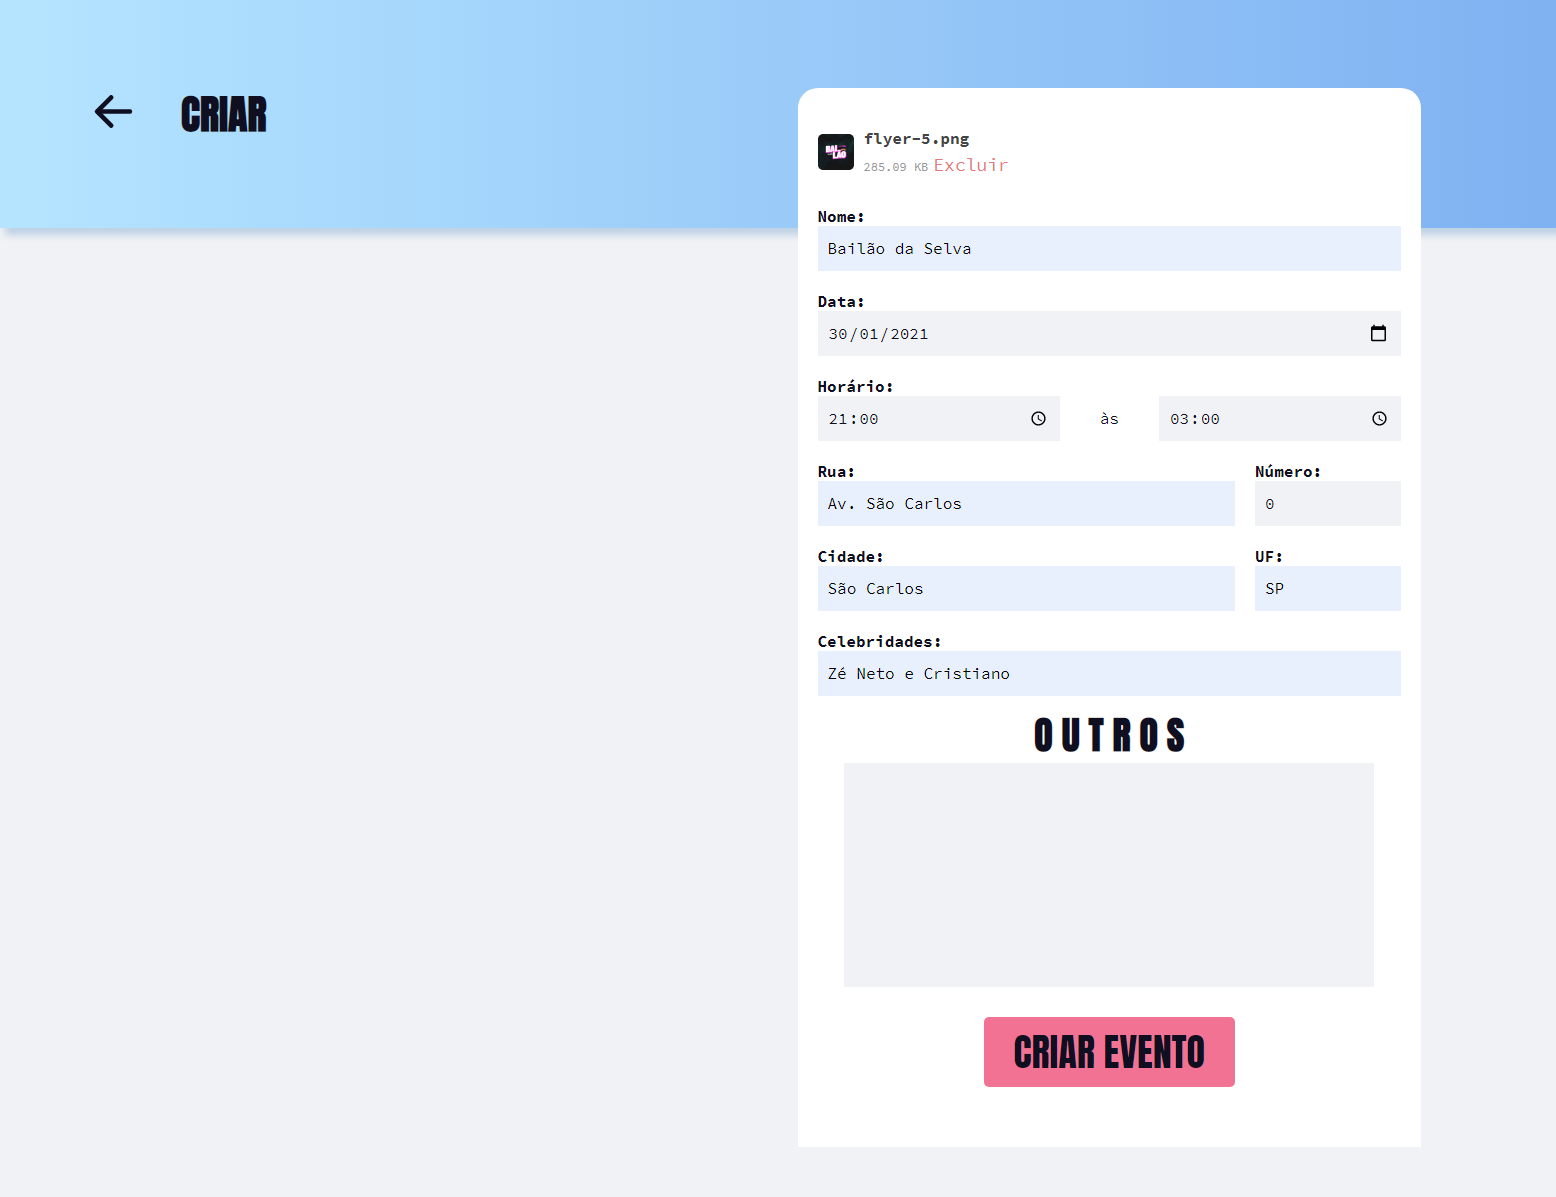 CRIAR
BAI
LÃO
flyer-5.png
285.09 KB Excluir
Nome:
Bailão da Selva
Data:
30/01/2021
Horário:
21:00 às 03:00
Rua: Número:
Av. São Carlos 0
Cidade: UF:
São Carlos SP
Celebridades:
Zé Neto e Cristiano
OUTROS
CRIAR EVENTO